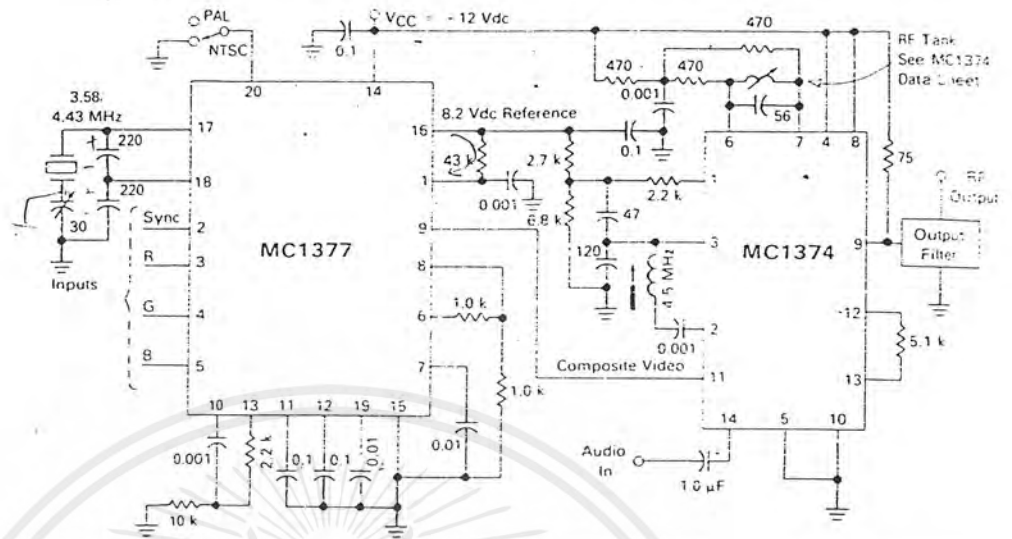 PAL
NTSC
V CC = - 12 Vdc
0.1
470
RF Tank
See MC1374
Data Sheet
20
14
470
470
0.001
56
3.58,
4.43 MHz
17
220
18
220
30
16
8.2 Vdc Reference
43 k
2.7 k
0.1
6
7
4
8
75
1
0.001
6.8 k
2.2 k
1
47
Sync
2
R
3
Inputs
G
4
B
5
MC1377
9
8
6
1.0 k
7
120
4.5 MHz
3
MC1374
2
0.001
Composite Video
11
9
Output
Filter
Output
-12
5.1 k
13
10
13
11
12
19
15
1.0 k
0.01
0.001
2.2 k
0.1
0.1
0.01
10 k
14
5
10
Audio
In
1.0 µF